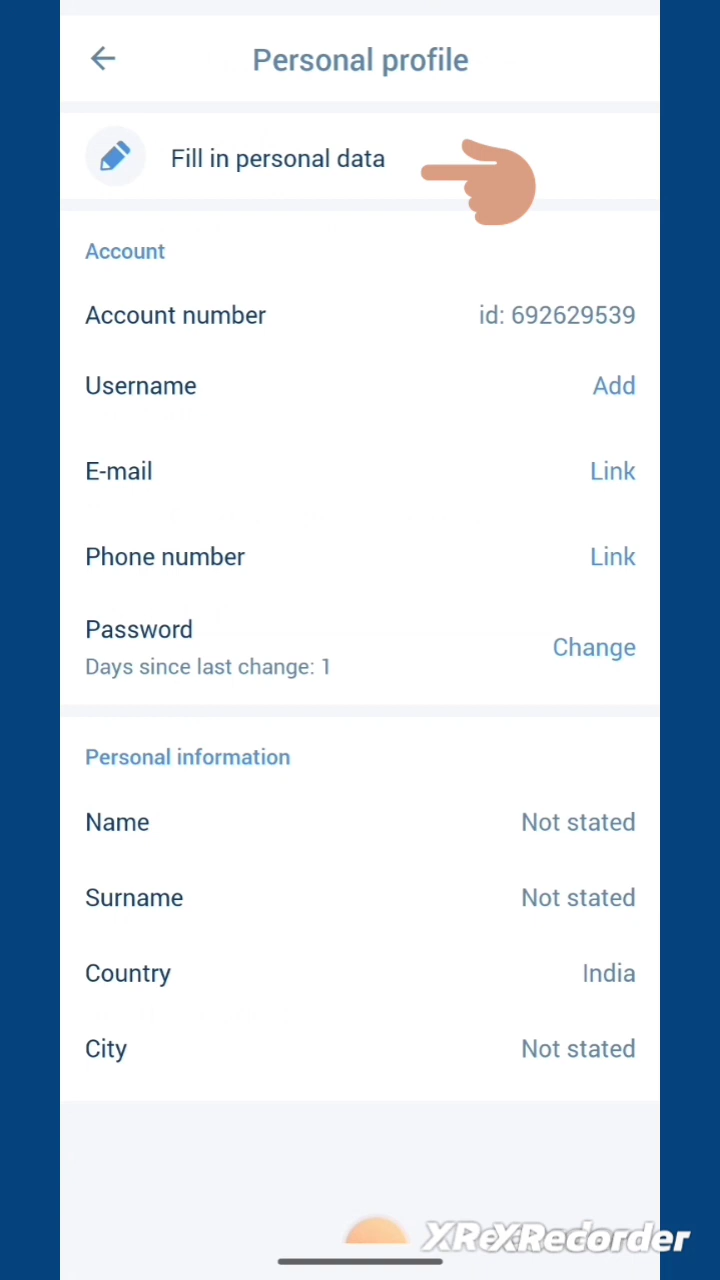 Personal profile
Fill in personal data
Account
Account number id: 692629539
Username Add
E-mail Link
Phone number Link
Password
Days since last change: 1
Change
Personal information
Name Not stated
Surname Not stated
Country India
City Not stated
XRecorder